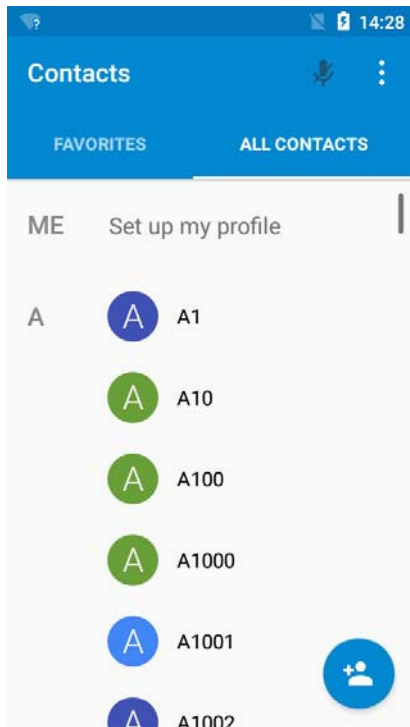 ?
14:28
Contacts
FAVORITES
ALL CONTACTS
ME
Set up my profile
A
A
A1
A
A10
A
A100
A
A1000
A
A1001
A
A1002